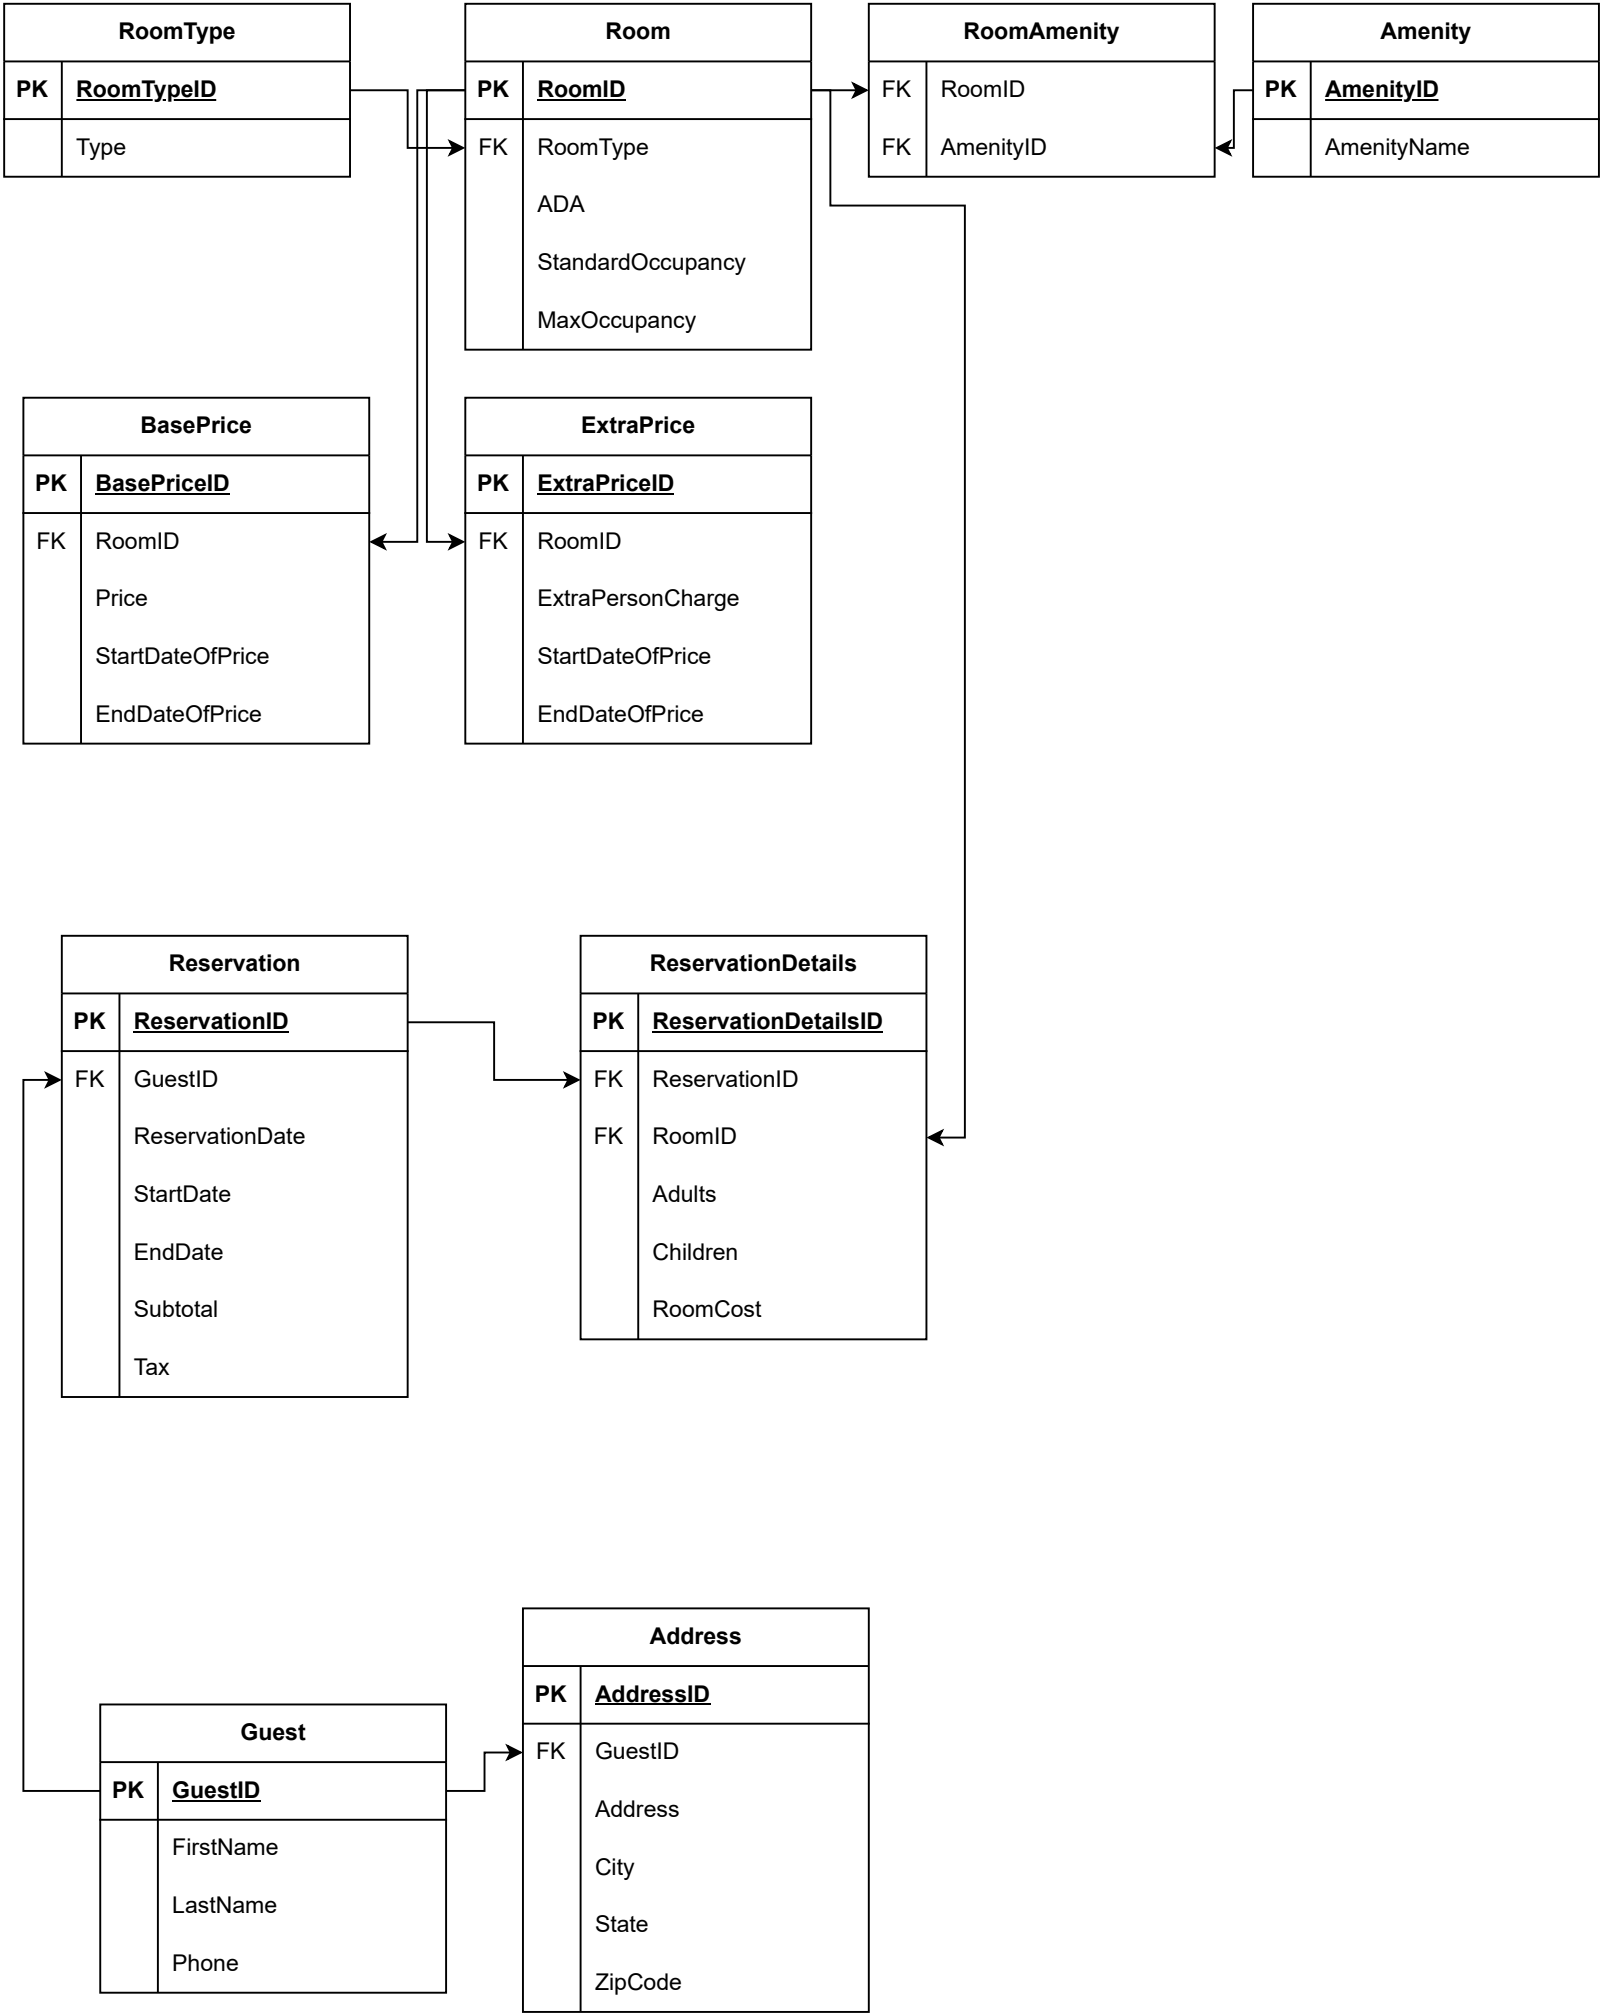 RoomType
PK RoomTypeID
Type
Room
PK RoomID
FK RoomType
ADA
StandardOccupancy
MaxOccupancy
RoomAmenity
FK RoomID
FK AmenityID
Amenity
PK AmenityID
AmenityName
BasePrice
PK BasePriceID
FK RoomID
Price
StartDateOfPrice
EndDateOfPrice
ExtraPrice
PK ExtraPriceID
FK RoomID
ExtraPersonCharge
StartDateOfPrice
EndDateOfPrice
Reservation
PK ReservationID
FK GuestID
ReservationDate
StartDate
EndDate
Subtotal
Tax
ReservationDetails
PK ReservationDetailsID
FK ReservationID
FK RoomID
Adults
Children
RoomCost
Guest
PK GuestID
FirstName
LastName
Phone
Address
PK AddressID
FK GuestID
Address
City
State
ZipCode